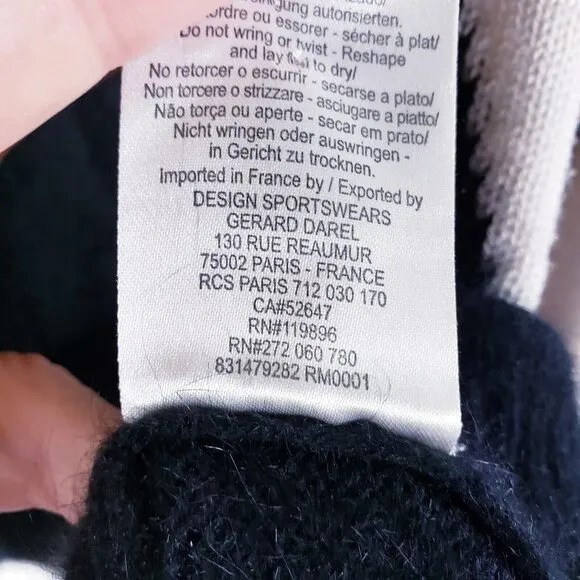 autorisierten.
ou essorer - sécher à plat/
Do not wring or twist - Reshape
and lay to dry/
No retorcer o escurrir - secarse a plato/
Non torcere o strizzare - asciugare a piatto/
Não torça ou aperte - secar em prato/
Nicht wringen oder auswringen -
in Gericht zu trocknen.
Imported in France by / Exported by
DESIGN SPORTSWEARS
GERARD DAREL
130 RUE REAUMUR
75002 PARIS - FRANCE
RCS PARIS 712 030 170
CA#52647
RN#119896
RN#272 060 780
831479282 RM0001